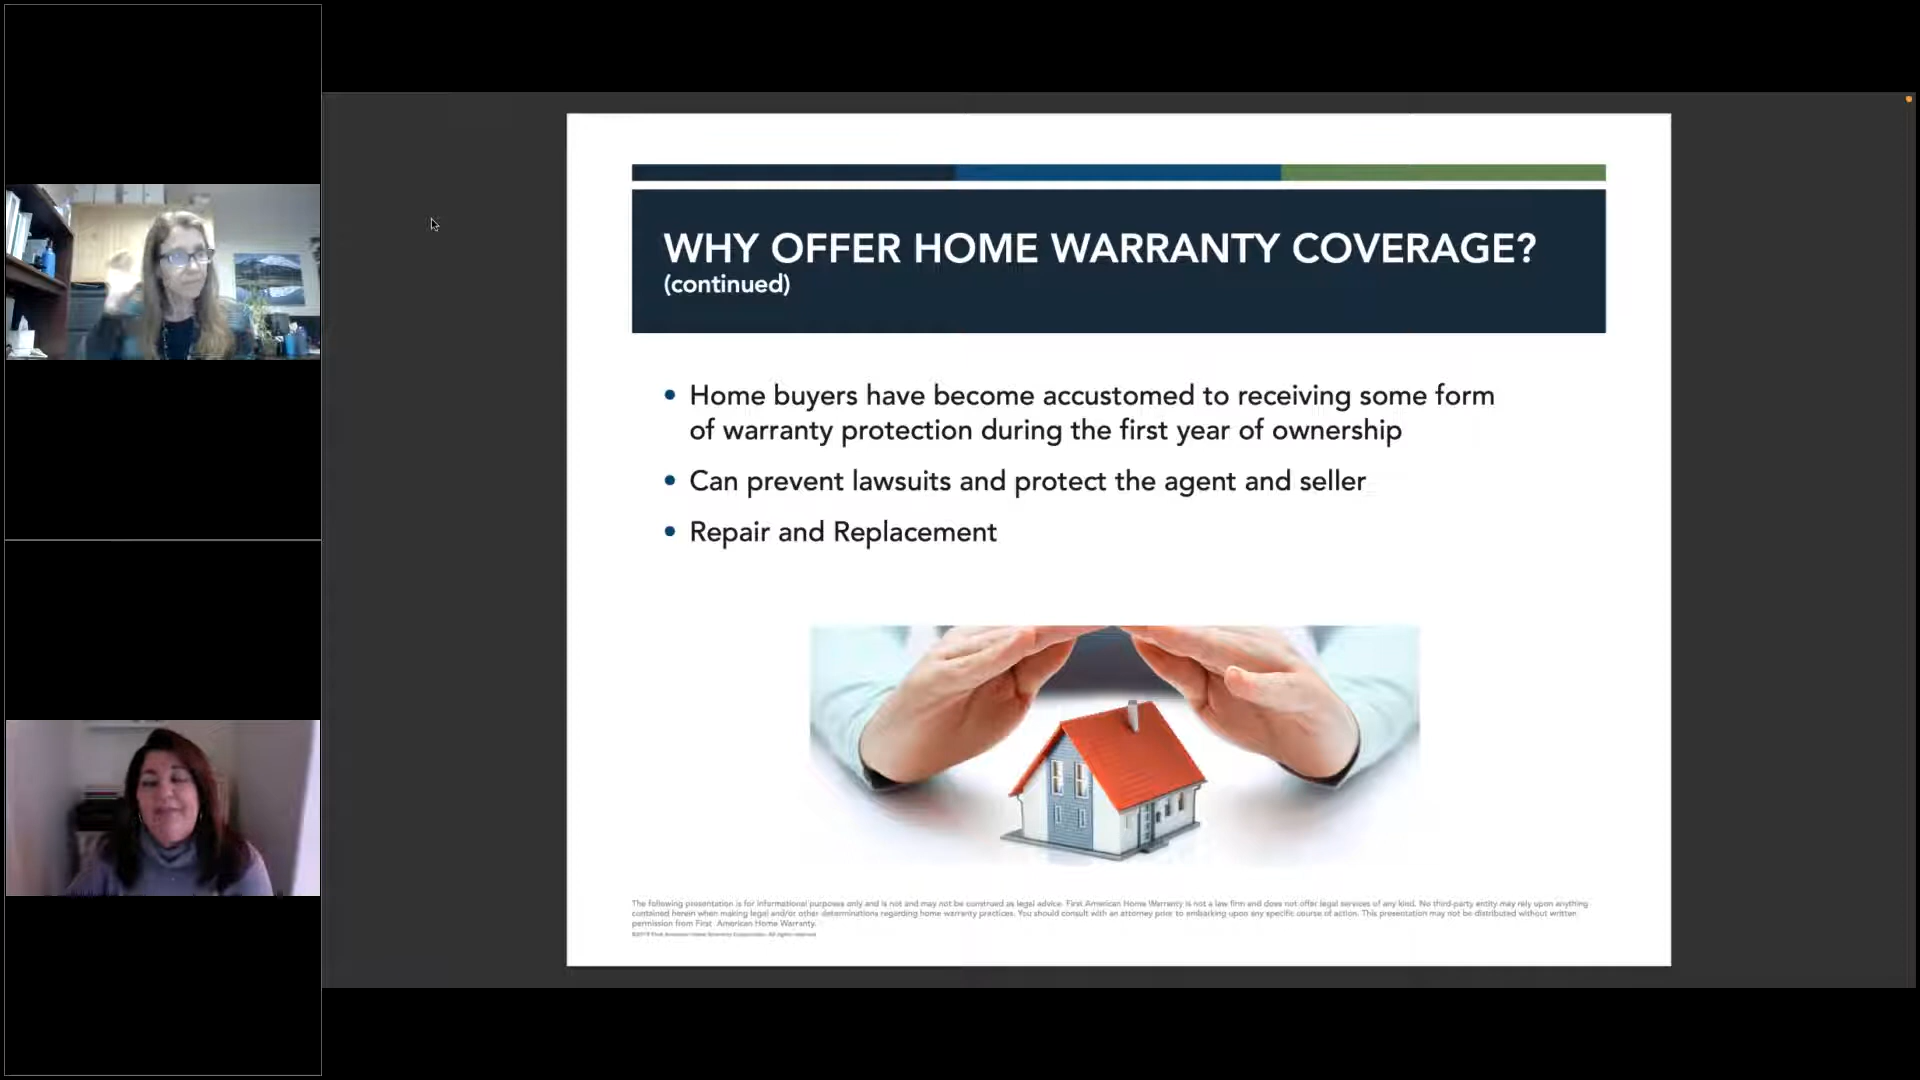 WHY OFFER HOME WARRANTY COVERAGE?
(continued)
• Home buyers have become accustomed to receiving some form
of warranty protection during the first year of ownership
• Can prevent lawsuits and protect the agent and seller
• Repair and Replacement
The following presentation is for informational purposes only and is not and may not be construed as legal advice. First American Home Warranty is not a law firm and does not offer legal services of any kind. No third-party entity may rely upon anything
contained herein when making legal and/or other determinations regarding home warranty practices. You should consult with an attorney prior to embarking upon any specific course of action. This presentation may not be distributed without written
permission from First American Home Warranty.
©2019 First American Home Warranty Corporation. All rights reserved